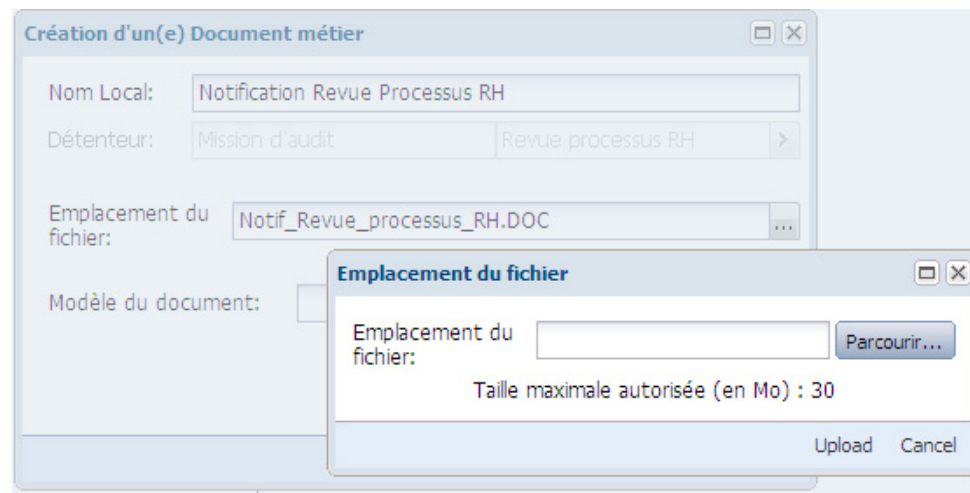 Création d'un(e) Document métier
Nom Local: Notification Revue Processus RH
Détenteur: Mission d'audit Revue processus RH >
Emplacement du
fichier: Notif_Revue_processus_RH.DOC ...
Modèle du document:
Emplacement du fichier
Emplacement du
fichier: Parcourir...
Taille maximale autorisée (en Mo) : 30
Upload Cancel